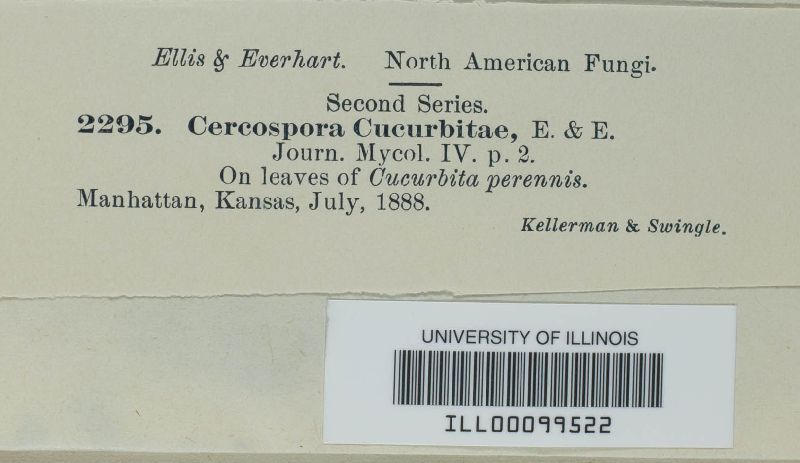 Ellis & Everhart. North American Fungi.
Second Series.
2295. Cercospora Cucurbitae, E. & E.
Journ. Mycol. IV. p. 2.
On leaves of Cucurbita perennis.
Manhattan, Kansas, July, 1888.
Kellerman & Swingle.
UNIVERSITY OF ILLINOIS
ILL00099522